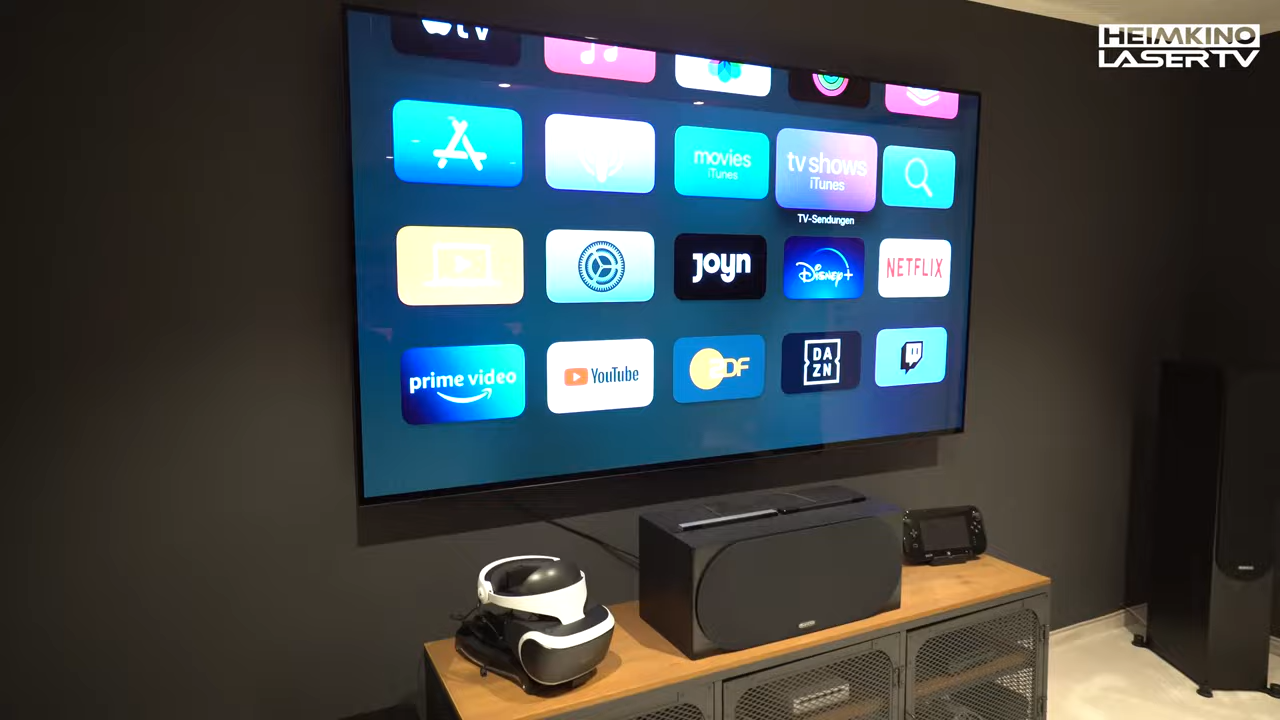 HEIMKINO
LASERTV
tv
movies
iTunes
tv shows
iTunes
TV-Sendungen
joyn
Disney+
NETFLIX
prime video
YouTube
ZDF
DA
ZN